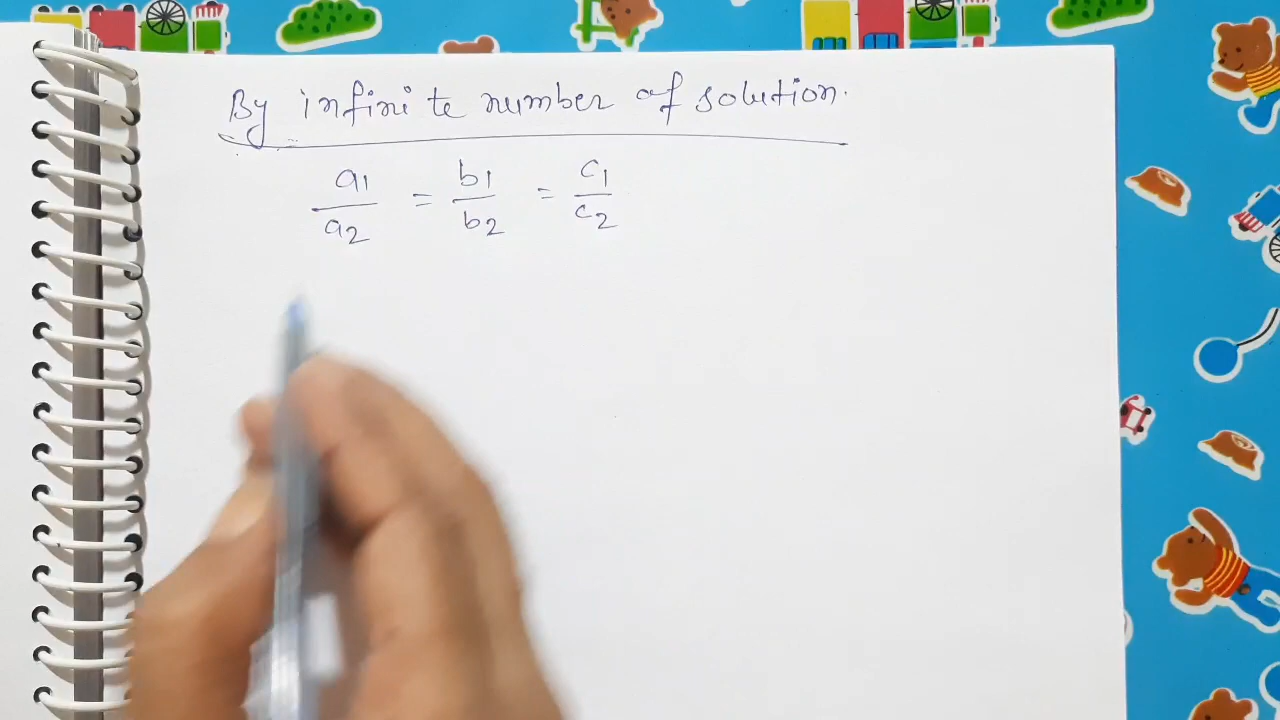 By infinite number of solution.
a1/a2 = b1/b2 = c1/c2